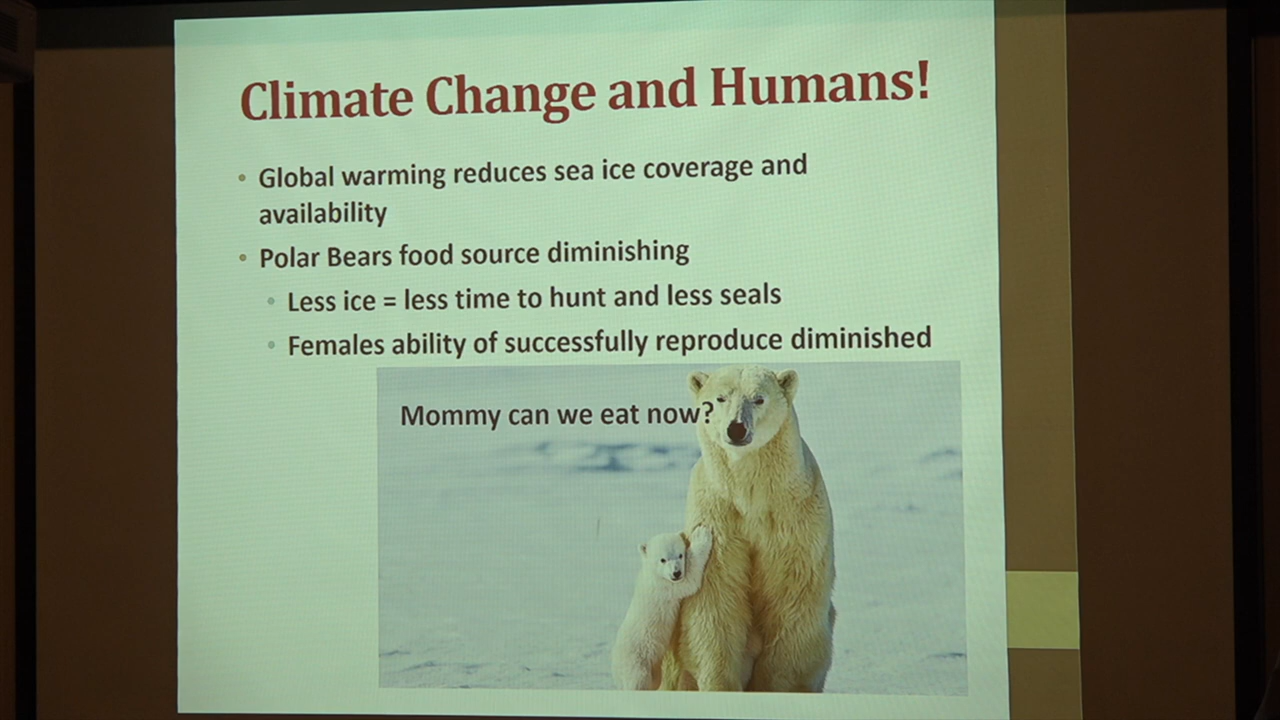 Climate Change and Humans!
• Global warming reduces sea ice coverage and
availability
• Polar Bears food source diminishing
• Less ice = less time to hunt and less seals
• Females ability of successfully reproduce diminished
Mommy can we eat now?